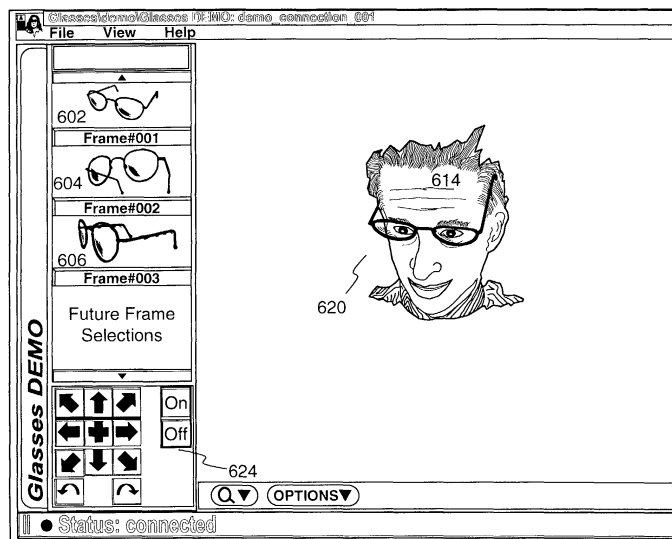 Glasses\demo\Glasses DEMO: demo_connection_001
File View Help
602
Frame#001
604
Frame#002
606
Frame#003
Future Frame
Selections
Glasses DEMO
On
Off
624
614
620
OPTIONS
Status: connected